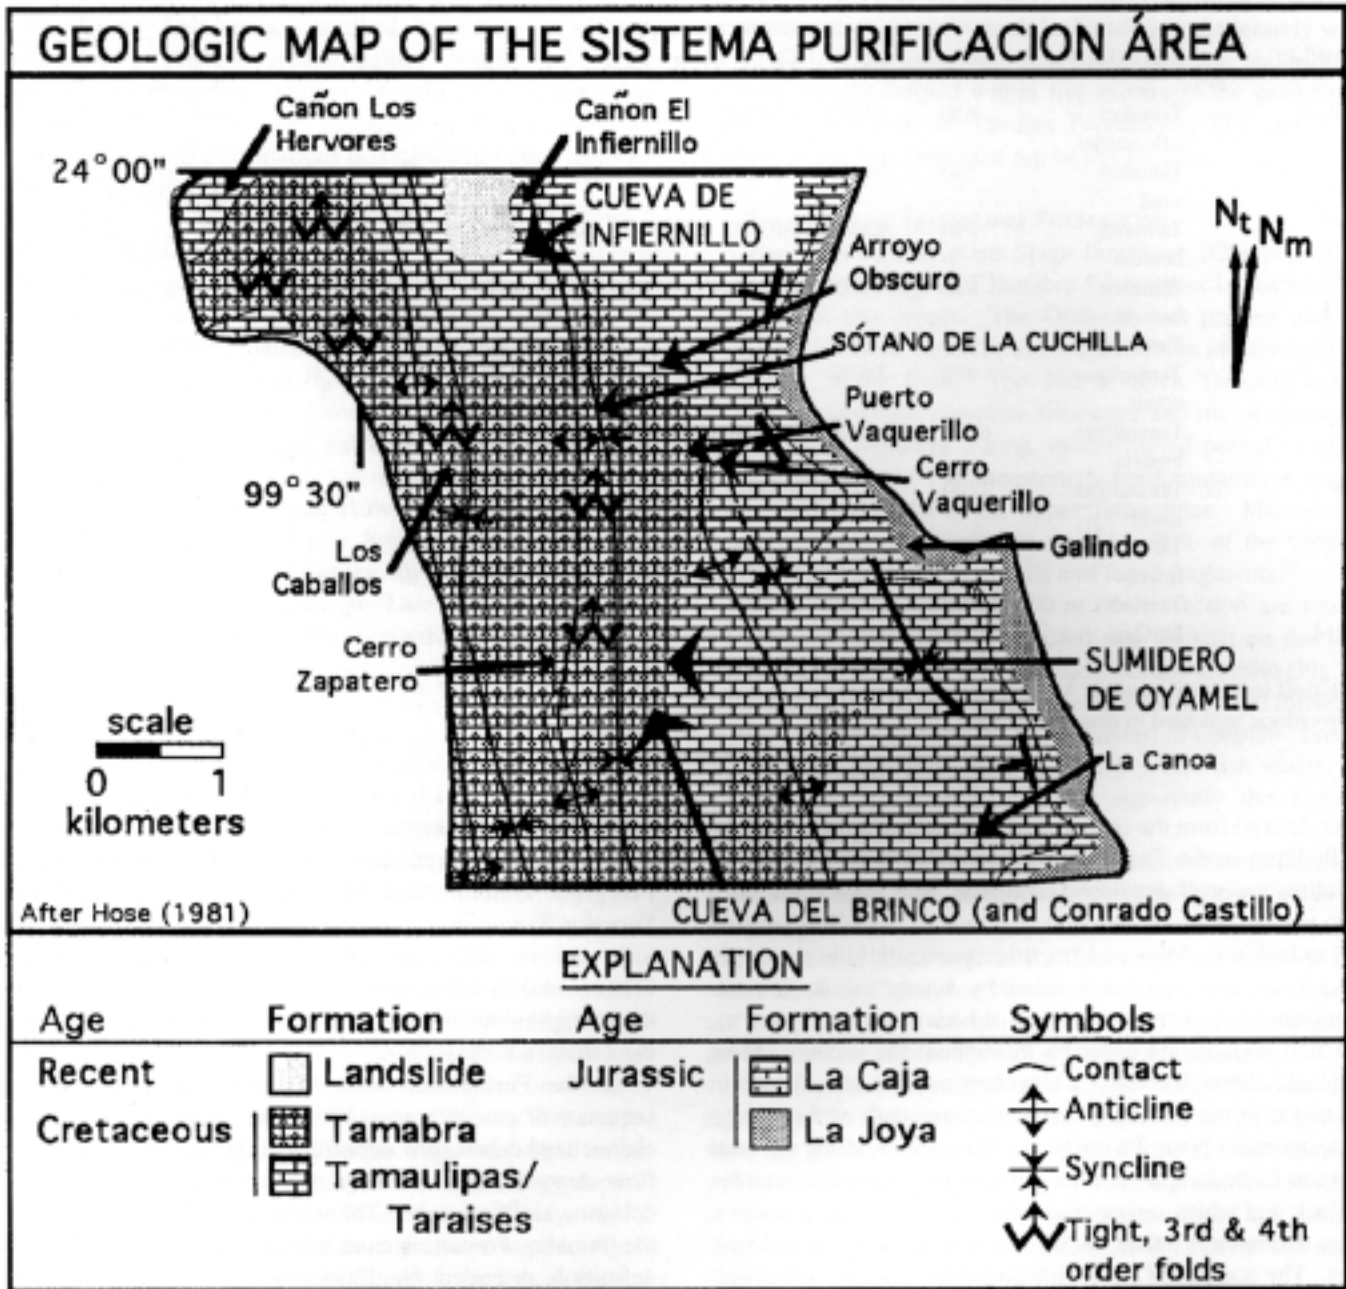 GEOLOGIC MAP OF THE SISTEMA PURIFICACION ÁREA
Cañon Los
Hervores
Cañon El
Infiernillo
24°00"
CUEVA DE
INFIERNILLO
Arroyo
Obscuro
Nt Nm
SÓTANO DE LA CUCHILLA
Puerto
Vaquerillo
Cerro
Vaquerillo
99°30"
Los
Caballos
Galindo
Cerro
Zapatero
SUMIDERO
DE OYAMEL
scale
0 1
kilometers
La Canoa
After Hose (1981)
CUEVA DEL BRINCO (and Conrado Castillo)
EXPLANATION
Age Formation Age Formation Symbols
Recent Landslide Jurassic La Caja Contact
Cretaceous Tamabra La Joya Anticline
Tamaulipas/
Taraises
Syncline
Tight, 3rd & 4th
order folds